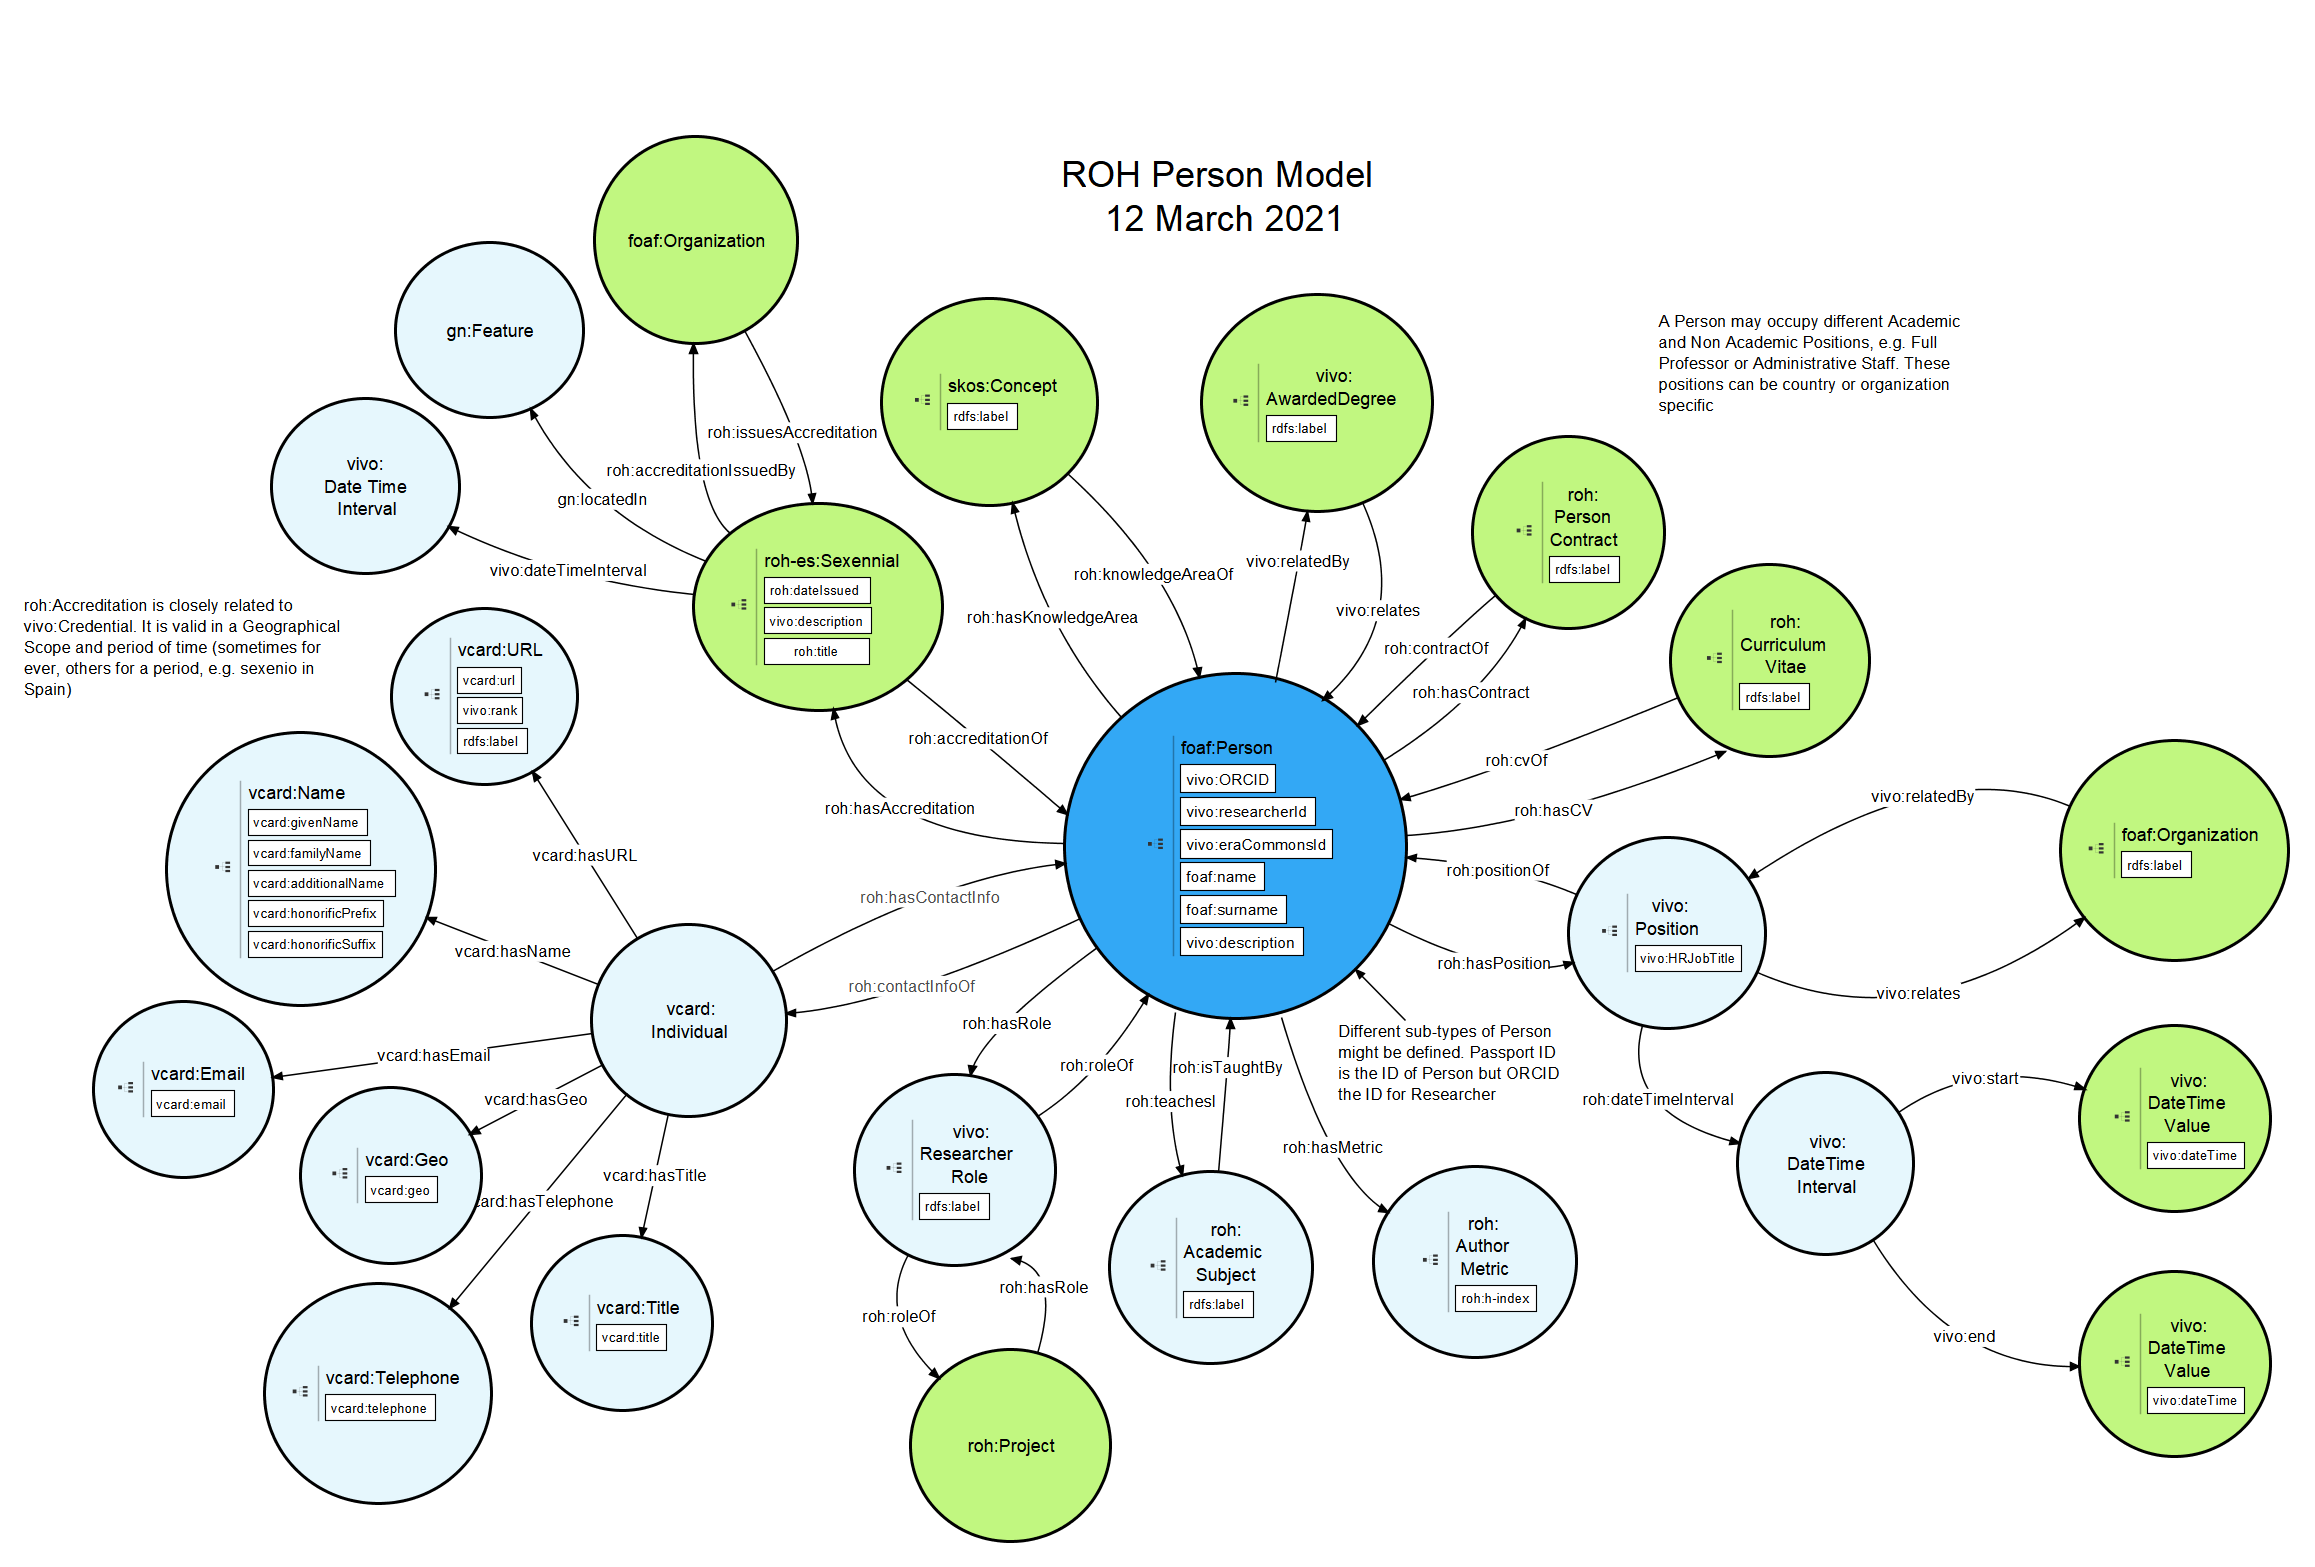 ROH Person Model
12 March 2021
foaf:Organization
gn:Feature
vivo:
Date Time
Interval
roh:issuesAccreditation
roh:accreditationIssuedBy
gn:locatedIn
vivo:dateTimeInterval
roh-es:Sexennial
roh:dateIssued
vivo:description
roh:title
skos:Concept
rdfs:label
vivo:
AwardedDegree
rdfs:label
A Person may occupy different Academic
and Non Academic Positions, e.g. Full
Professor or Administrative Staff. These
positions can be country or organization
specific
roh:
Person
Contract
rdfs:label
roh:
Curriculum
Vitae
rdfs:label
roh:knowledgeAreaOf
roh:hasKnowledgeArea
vivo:relatedBy
vivo:relates
roh:contractOf
roh:hasContract
roh:cvOf
roh:hasCV
roh:Accreditation is closely related to
vivo:Credential. It is valid in a Geographical
Scope and period of time (sometimes for
ever, others for a period, e.g. sexenio in
Spain)
vcard:URL
vcard:url
vivo:rank
rdfs:label
roh:accreditationOf
roh:hasAccreditation
foaf:Person
vivo:ORCID
vivo:researcherId
vivo:eraCommonsId
foaf:name
foaf:surname
vivo:description
vcard:Name
vcard:givenName
vcard:familyName
vcard:additionalName
vcard:honorificPrefix
vcard:honorificSuffix
vcard:hasURL
vcard:hasName
roh:hasContactInfo
roh:contactInfoOf
vcard:
Individual
roh:positionOf
roh:hasPosition
vivo:
Position
vivo:HRJobTitle
vivo:relatedBy
vivo:relates
foaf:Organization
rdfs:label
vcard:Email
vcard:email
vcard:hasEmail
vcard:hasGeo
vcard:Geo
vcard:geo
card:hasTelephone
vcard:hasTitle
vcard:Telephone
vcard:telephone
vcard:Title
vcard:title
roh:hasRole
roh:roleOf
vivo:
Researcher
Role
rdfs:label
roh:roleOf
roh:hasRole
roh:Project
roh:isTaughtBy
roh:teachesI
roh:
Academic
Subject
rdfs:label
Different sub-types of Person
might be defined. Passport ID
is the ID of Person but ORCID
the ID for Researcher
roh:hasMetric
roh:
Author
Metric
roh:h-index
roh:dateTimeInterval
vivo:
DateTime
Interval
vivo:start
vivo:
DateTime
Value
vivo:dateTime
vivo:end
vivo:
DateTime
Value
vivo:dateTime